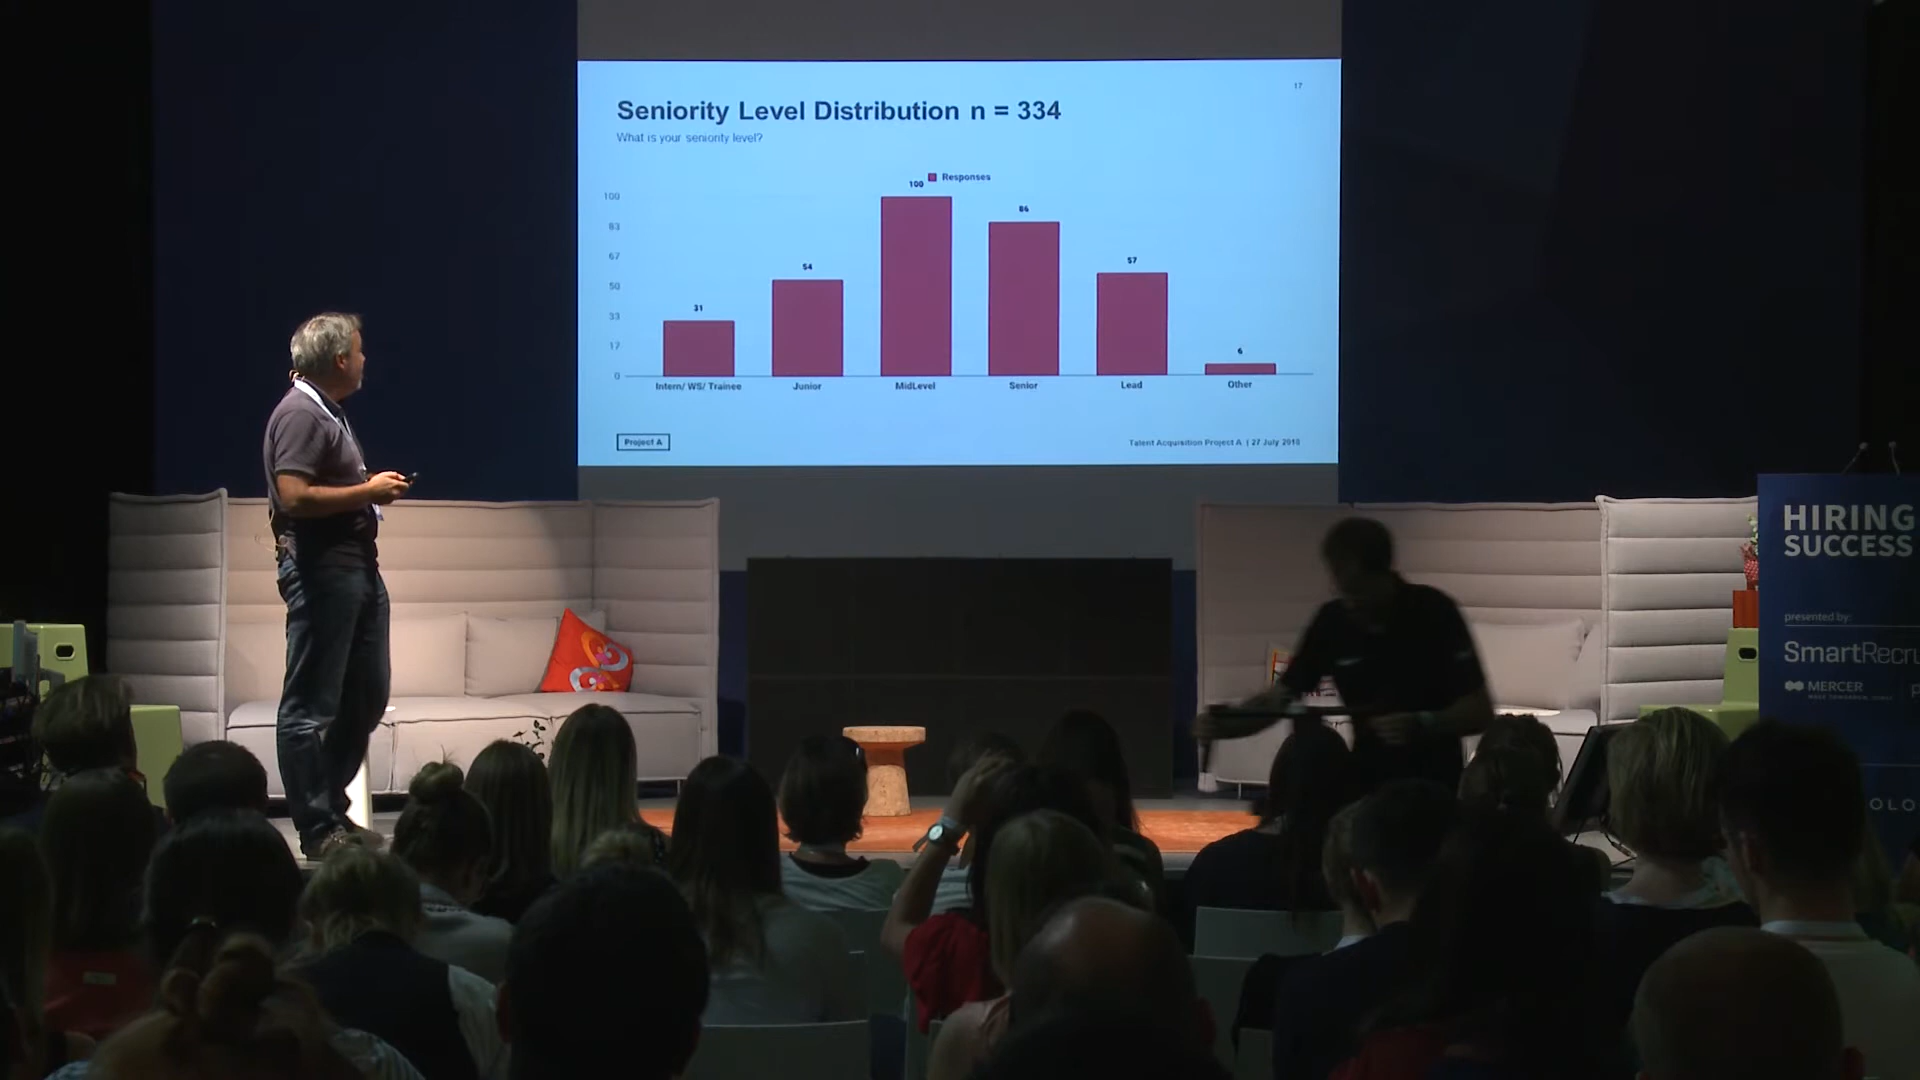 17
Seniority Level Distribution n = 334
What is your seniority level?
Responses
100
83
67
50
33
17
0
31
54
100
86
57
6
Intern/ WS/ Trainee
Junior
MidLevel
Senior
Lead
Other
Project A
Talent Acquisition Project A | 27 July 2018
HIRING
SUCCESS
presented by:
SmartRecru
MERCER
OLO